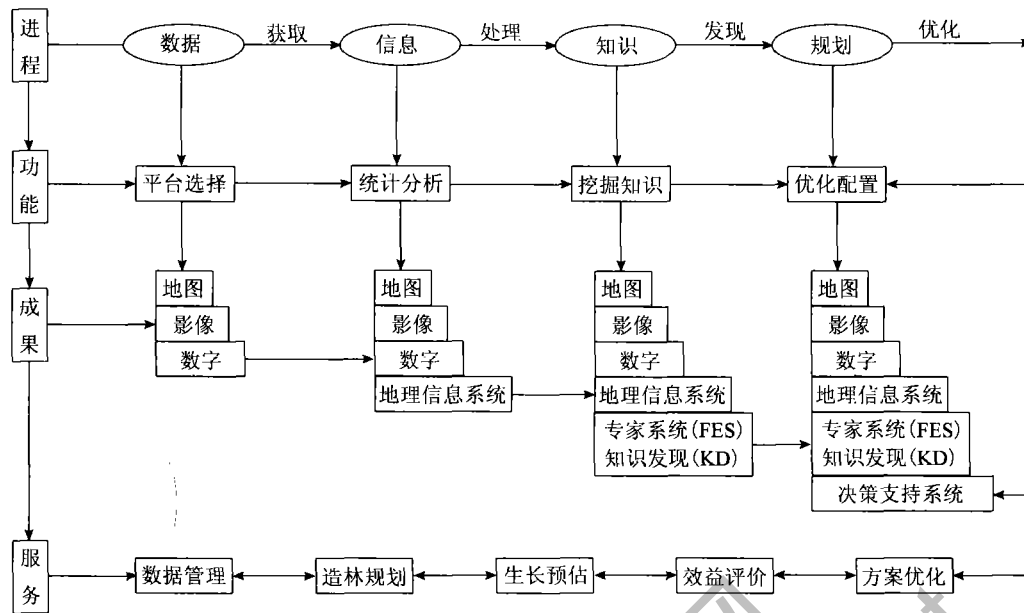 进程
数据
获取
信息
处理
知识
发现
规划
优化
功能
平台选择
统计分析
挖掘知识
优化配置
成果
地图
影像
数字
地图
影像
数字
地理信息系统
地图
影像
数字
地理信息系统
专家系统(FES)
知识发现(KD)
地图
影像
数字
地理信息系统
专家系统(FES)
知识发现(KD)
决策支持系统
服务
数据管理
造林规划
生长预估
效益评价
方案优化